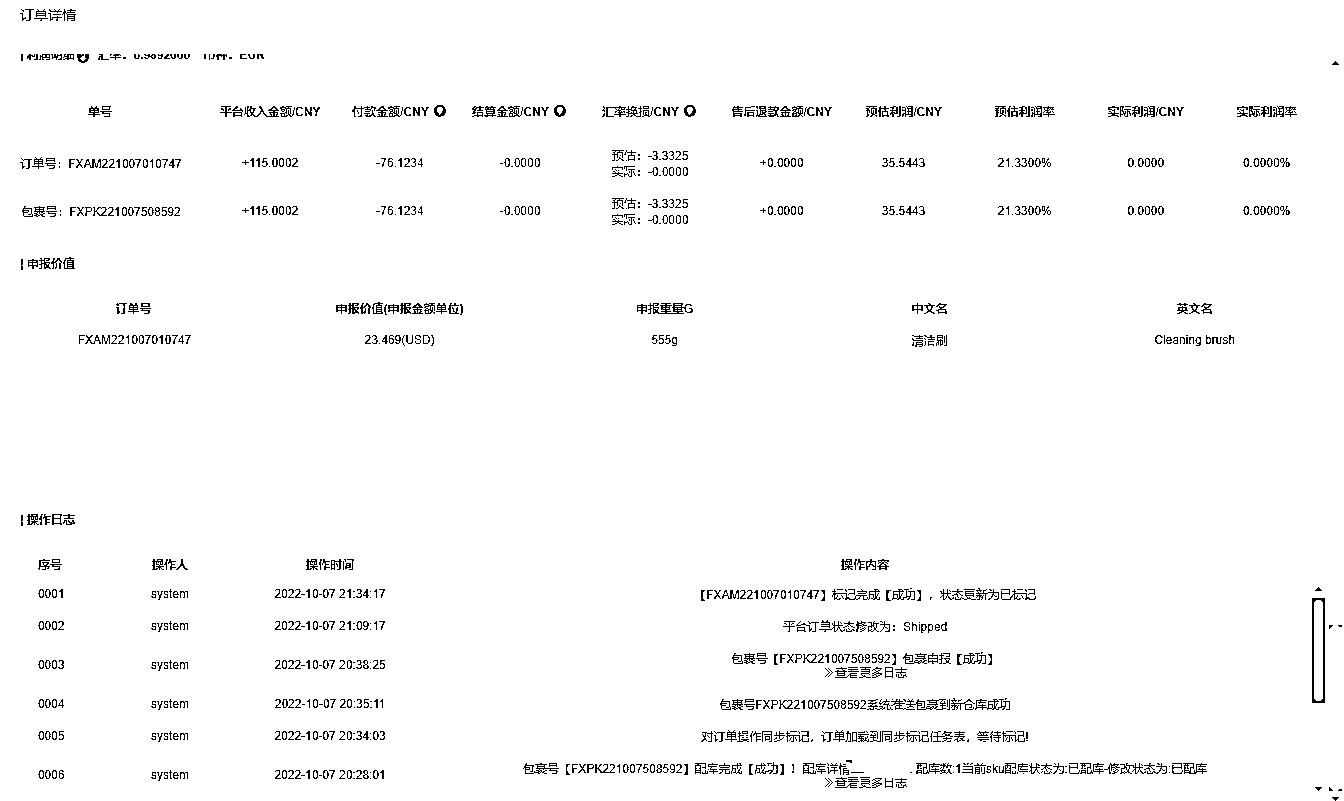 订单详情
利润明细 汇率：6.9892000 币种：EUR
单号 平台收入金额/CNY 付款金额/CNY 结算金额/CNY 汇率换损/CNY 售后退款金额/CNY 预估利润/CNY 预估利润率 实际利润/CNY 实际利润率
订单号：FXAM221007010747 +115.0002 -76.1234 -0.0000 预估：-3.3325 +0.0000 35.5443 21.3300% 0.0000 0.0000%
实际：-0.0000
包裹号：FXPK221007508592 +115.0002 -76.1234 -0.0000 预估：-3.3325 +0.0000 35.5443 21.3300% 0.0000 0.0000%
实际：-0.0000
申报价值
订单号 申报价值(申报金额单位) 申报重量G 中文名 英文名
FXAM221007010747 23.469(USD) 555g 清洁刷 Cleaning brush
操作日志
序号 操作人 操作时间 操作内容
0001 system 2022-10-07 21:34:17 【FXAM221007010747】标记完成【成功】，状态更新为已标记
0002 system 2022-10-07 21:09:17 平台订单状态修改为：Shipped
0003 system 2022-10-07 20:38:25 包裹号【FXPK221007508592】包裹申报【成功】
≫查看更多日志
0004 system 2022-10-07 20:35:11 包裹号FXPK221007508592系统推送包裹到新仓库成功
0005 system 2022-10-07 20:34:03 对订单操作同步标记，订单加载到同步标记任务表，等待标记!
0006 system 2022-10-07 20:28:01 包裹号【FXPK221007508592】配库完成【成功】！配库详情 , 配库数:1当前sku配库状态为:已配库-修改状态为:已配库
≫查看更多日志